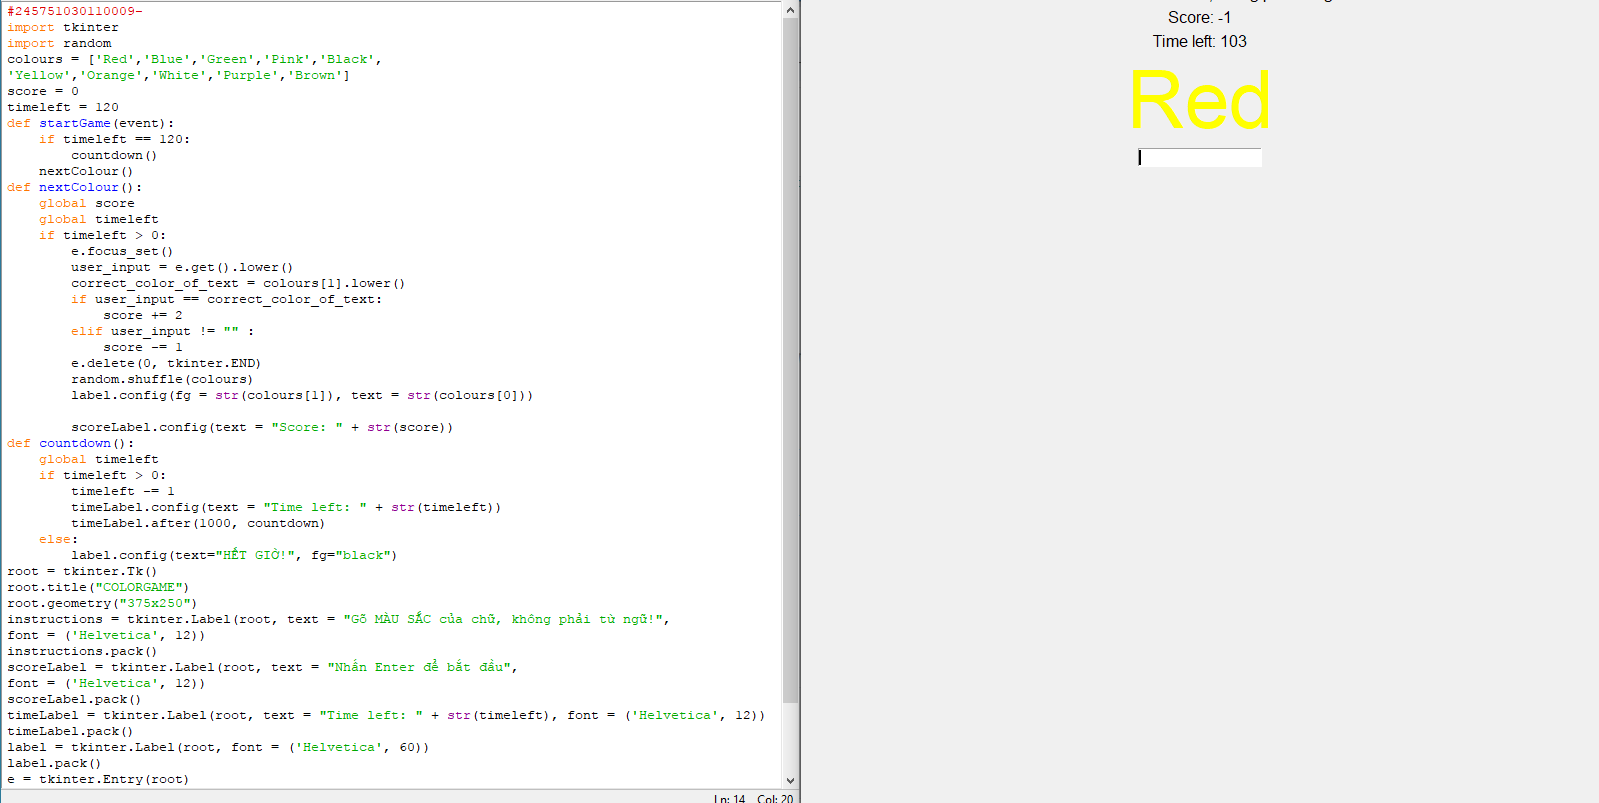 #245751030110009-
import tkinter
import random
colours = ['Red','Blue','Green','Pink','Black',
'Yellow','Orange','White','Purple','Brown']
score = 0
timeleft = 120
def startGame(event):
    if timeleft == 120:
        countdown()
    nextColour()
def nextColour():
    global score
    global timeleft
    if timeleft > 0:
        e.focus_set()
        user_input = e.get().lower()
        correct_color_of_text = colours[1].lower()
        if user_input == correct_color_of_text:
            score += 2
        elif user_input != "" :
            score -= 1
        e.delete(0, tkinter.END)
        random.shuffle(colours)
        label.config(fg = str(colours[1]), text = str(colours[0]))
        scoreLabel.config(text = "Score: " + str(score))
def countdown():
    global timeleft
    if timeleft > 0:
        timeleft -= 1
        timeLabel.config(text = "Time left: " + str(timeleft))
        timeLabel.after(1000, countdown)
    else:
        label.config(text="HẾT GIỜ!", fg="black")
root = tkinter.Tk()
root.title("COLORGAME")
root.geometry("375x250")
instructions = tkinter.Label(root, text = "Gõ MÀU SẮC của chữ, không phải từ ngữ!",
font = ('Helvetica', 12))
instructions.pack()
scoreLabel = tkinter.Label(root, text = "Nhấn Enter để bắt đầu",
font = ('Helvetica', 12))
scoreLabel.pack()
timeLabel = tkinter.Label(root, text = "Time left: " + str(timeleft), font = ('Helvetica', 12))
timeLabel.pack()
label = tkinter.Label(root, font = ('Helvetica', 60))
label.pack()
e = tkinter.Entry(root)
Ln: 14 Col: 20
Score: -1
Time left: 103
Red